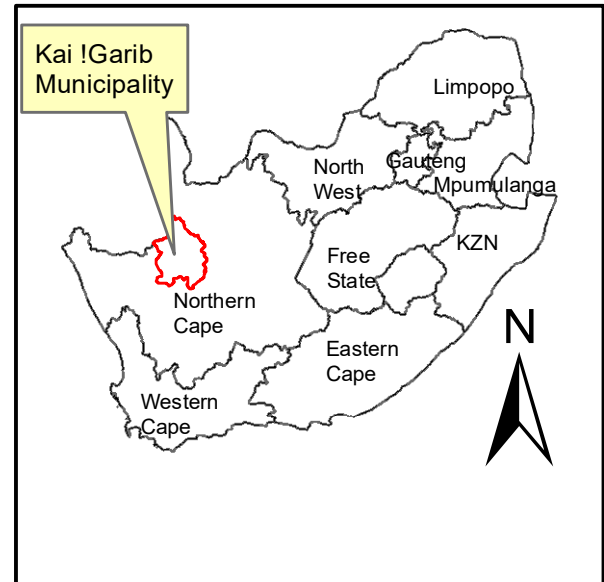 Kai !Garib
Municipality
Limpopo
North
West
Gauteng
Mpumulanga
KZN
Free
State
Northern
Cape
Eastern
Cape
Western
Cape
N